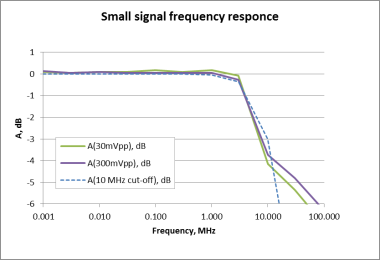 Small signal frequency responce
1
0
-1
-2
-3
-4
-5
-6
A, dB
A(30mVpp), dB
A(300mVpp), dB
A(10 MHz cut-off), dB
0.001 0.010 0.100 1.000 10.000 100.000
Frequency, MHz